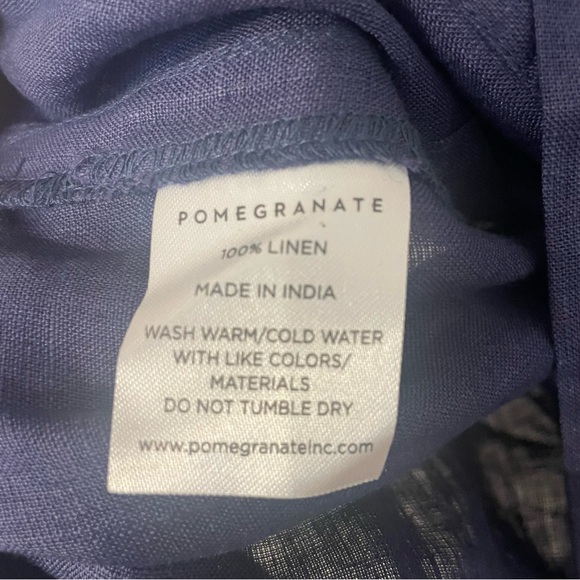 POMEGRANATE
100% LINEN
MADE IN INDIA
WASH WARM/COLD WATER
WITH LIKE COLORS/
MATERIALS
DO NOT TUMBLE DRY
www.pomegranateinc.com